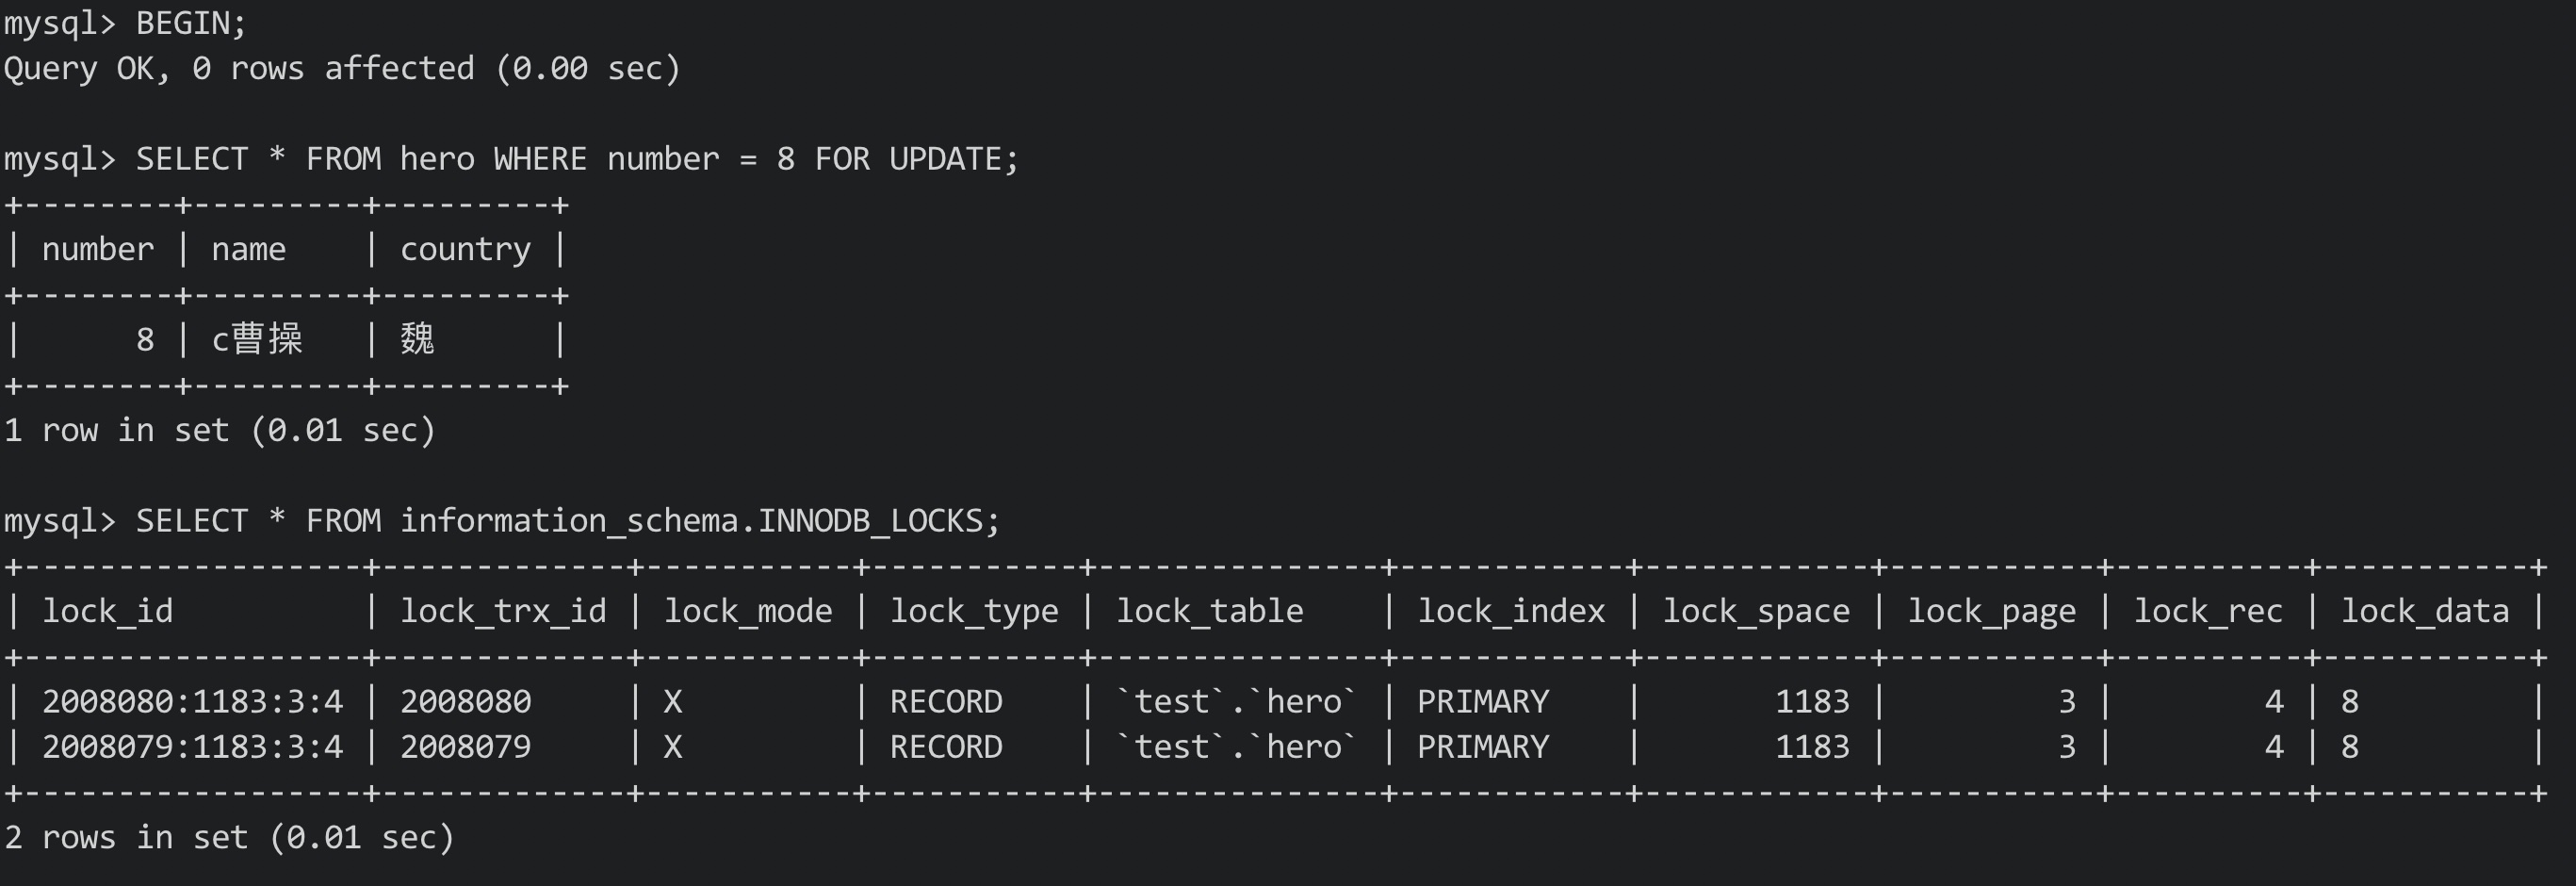 mysql> BEGIN;
Query OK, 0 rows affected (0.00 sec)

mysql> SELECT * FROM hero WHERE number = 8 FOR UPDATE;
+--------+---------+---------+
| number | name    | country |
+--------+---------+---------+
|      8 | c曹操   | 魏      |
+--------+---------+---------+
1 row in set (0.01 sec)

mysql> SELECT * FROM information_schema.INNODB_LOCKS;
+------------------+-------------+-----------+-----------+---------------+------------+------------+-----------+----------+-----------+
| lock_id          | lock_trx_id | lock_mode | lock_type | lock_table    | lock_index | lock_space | lock_page | lock_rec | lock_data |
+------------------+-------------+-----------+-----------+---------------+------------+------------+-----------+----------+-----------+
| 2008080:1183:3:4 | 2008080     | X         | RECORD    | `test`.`hero` | PRIMARY    |       1183 |         3 |        4 | 8         |
| 2008079:1183:3:4 | 2008079     | X         | RECORD    | `test`.`hero` | PRIMARY    |       1183 |         3 |        4 | 8         |
+------------------+-------------+-----------+-----------+---------------+------------+------------+-----------+----------+-----------+
2 rows in set (0.01 sec)